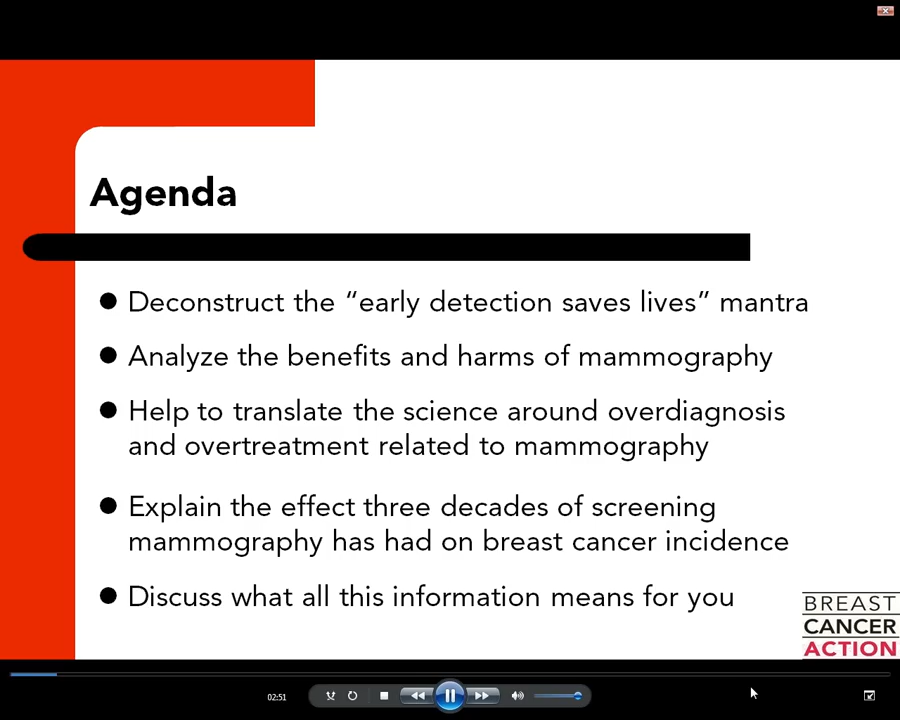 Agenda
● Deconstruct the “early detection saves lives” mantra
● Analyze the benefits and harms of mammography
● Help to translate the science around overdiagnosis
and overtreatment related to mammography
● Explain the effect three decades of screening
mammography has had on breast cancer incidence
● Discuss what all this information means for you
BREAST
CANCER
ACTION
02:51